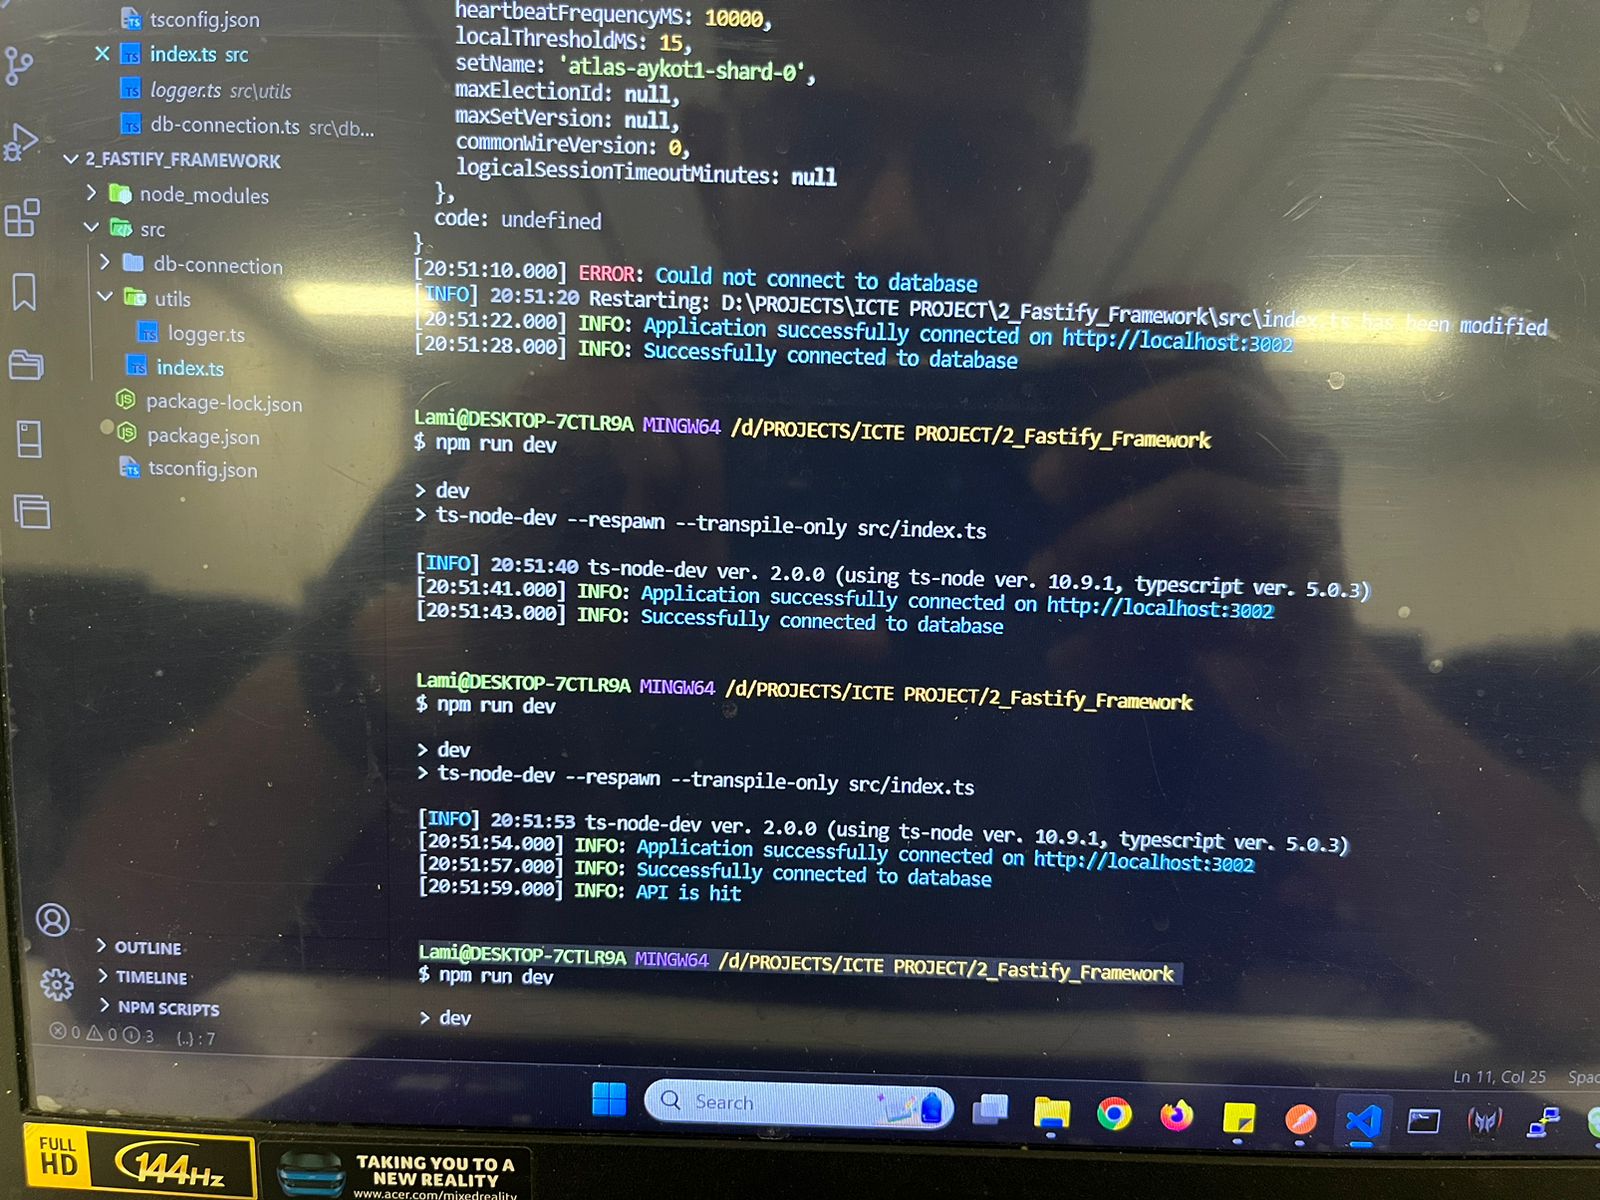 tsconfig.json
index.ts src
logger.ts src\utils
db-connection.ts src\db...
2_FASTIFY_FRAMEWORK
node_modules
src
db-connection
utils
logger.ts
index.ts
package-lock.json
package.json
tsconfig.json
OUTLINE
TIMELINE
NPM SCRIPTS
0 0 3 {..} : 7
heartbeatFrequencyMS: 10000,
localThresholdMS: 15,
setName: 'atlas-aykot1-shard-0',
maxElectionId: null,
maxSetVersion: null,
commonWireVersion: 0,
logicalSessionTimeoutMinutes: null
},
code: undefined
}
[20:51:10.000] ERROR: Could not connect to database
[INFO] 20:51:20 Restarting: D:\PROJECTS\ICTE PROJECT\2_Fastify_Framework\src\index.ts has been modified
[20:51:22.000] INFO: Application successfully connected on http://localhost:3002
[20:51:28.000] INFO: Successfully connected to database
Lami@DESKTOP-7CTLR9A MINGW64 /d/PROJECTS/ICTE PROJECT/2_Fastify_Framework
$ npm run dev
> dev
> ts-node-dev --respawn --transpile-only src/index.ts
[INFO] 20:51:40 ts-node-dev ver. 2.0.0 (using ts-node ver. 10.9.1, typescript ver. 5.0.3)
[20:51:41.000] INFO: Application successfully connected on http://localhost:3002
[20:51:43.000] INFO: Successfully connected to database
Lami@DESKTOP-7CTLR9A MINGW64 /d/PROJECTS/ICTE PROJECT/2_Fastify_Framework
$ npm run dev
> dev
> ts-node-dev --respawn --transpile-only src/index.ts
[INFO] 20:51:53 ts-node-dev ver. 2.0.0 (using ts-node ver. 10.9.1, typescript ver. 5.0.3)
[20:51:54.000] INFO: Application successfully connected on http://localhost:3002
[20:51:57.000] INFO: Successfully connected to database
[20:51:59.000] INFO: API is hit
Lami@DESKTOP-7CTLR9A MINGW64 /d/PROJECTS/ICTE PROJECT/2_Fastify_Framework
$ npm run dev
> dev
Ln 11, Col 25 Spac
Search
FULL HD
144Hz
TAKING YOU TO A
NEW REALITY
www.acer.com/mixedreality